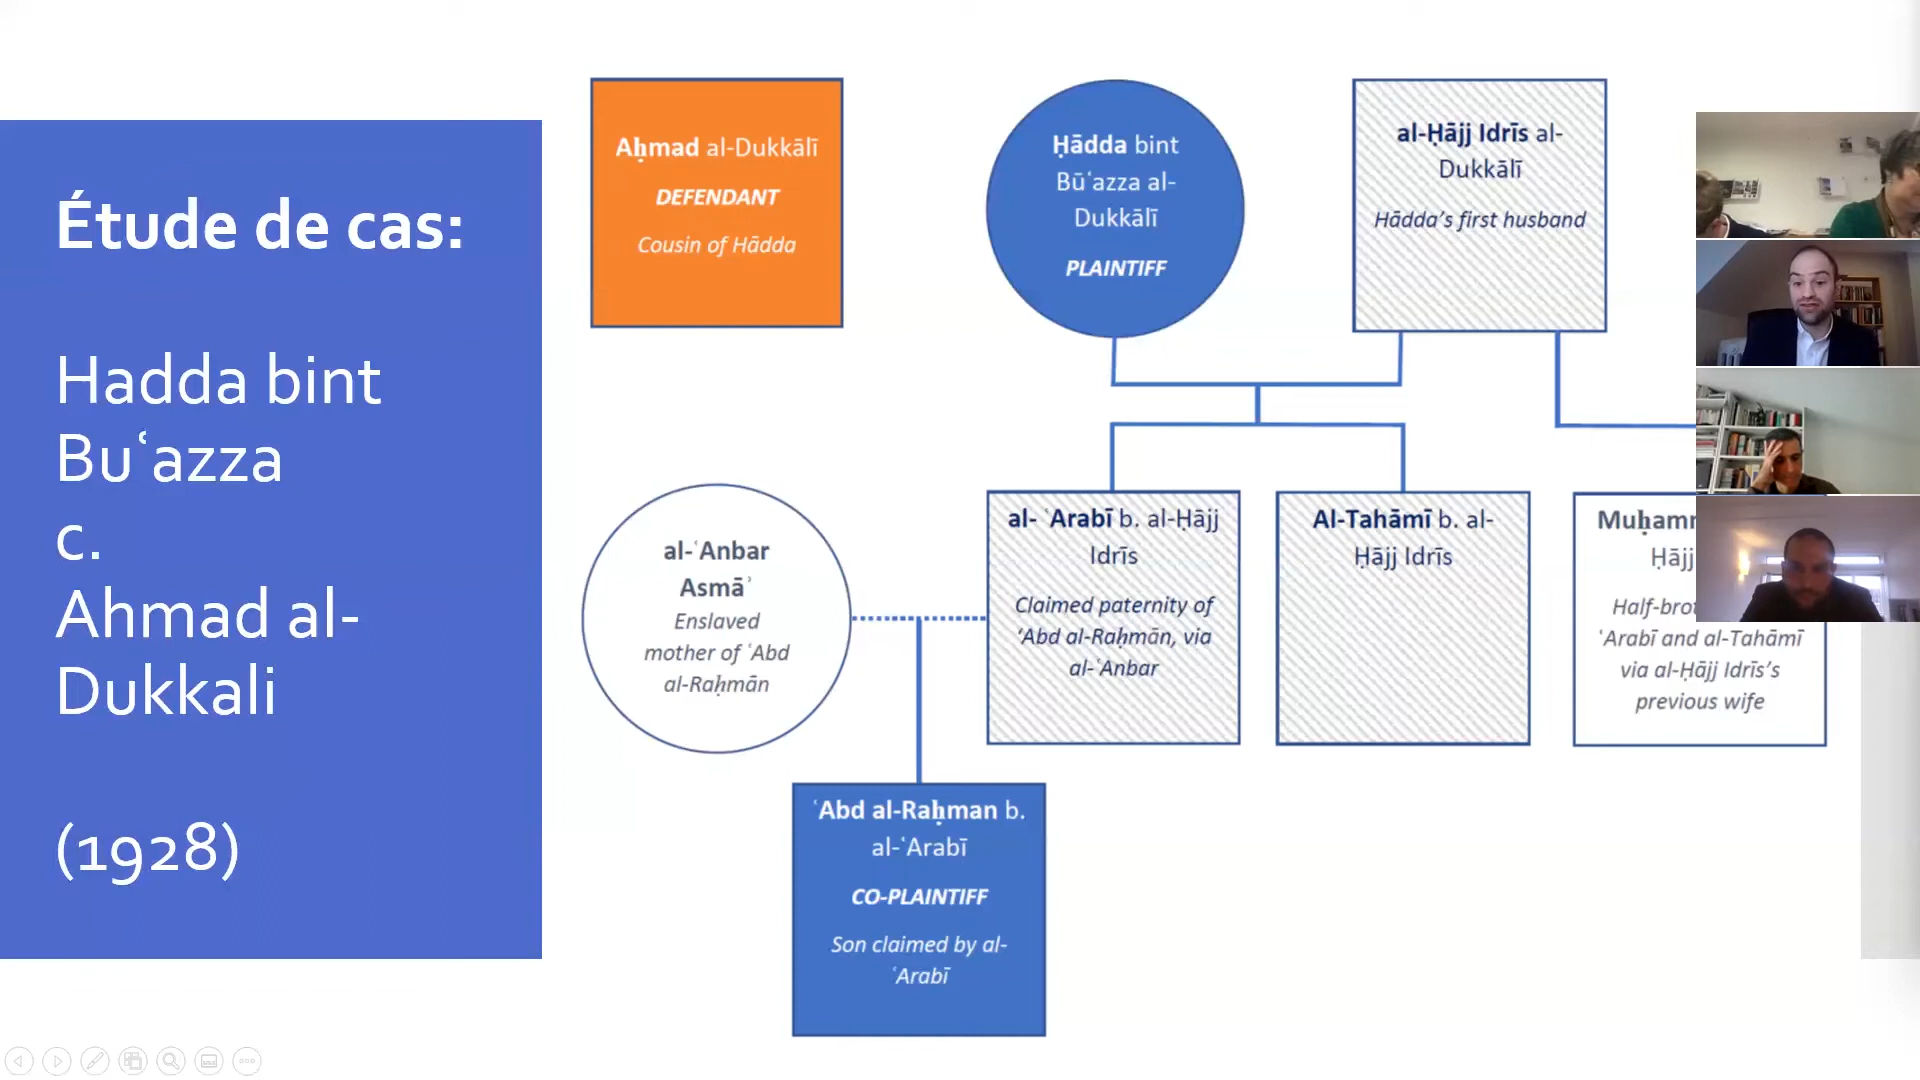 Étude de cas:
Hadda bint
Buʿazza
c.
Ahmad al-
Dukkali
(1928)
Aḥmad al-Dukkālī
DEFENDANT
Cousin of Hādda
Ḥādda bint
Būʿazza al-
Dukkālī
PLAINTIFF
al-Ḥājj Idrīs al-
Dukkālī
Hādda’s first husband
al-ʿAnbar
Asmāʾ
Enslaved
mother of ʿAbd
al-Raḥmān
al- ʿArabī b. al-Ḥājj
Idrīs
Claimed paternity of
‘Abd al-Raḥmān, via
al-ʿAnbar
Al-Tahāmī b. al-
Ḥājj Idrīs
Ḥājj
ʿArabī and al-Tahāmī
via al-Ḥājj Idrīs’s
previous wife
ʿAbd al-Raḥman b.
al-ʿArabī
CO-PLAINTIFF
Son claimed by al-
ʿArabī